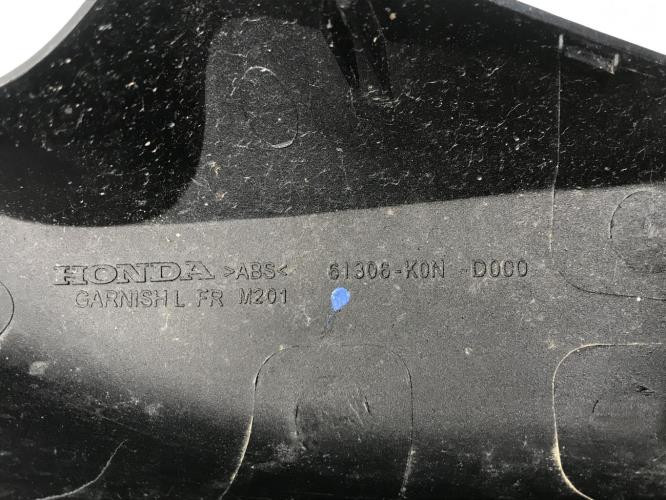 HONDA >ABS< 61306-K0N -D000
GARNISH L FR M201